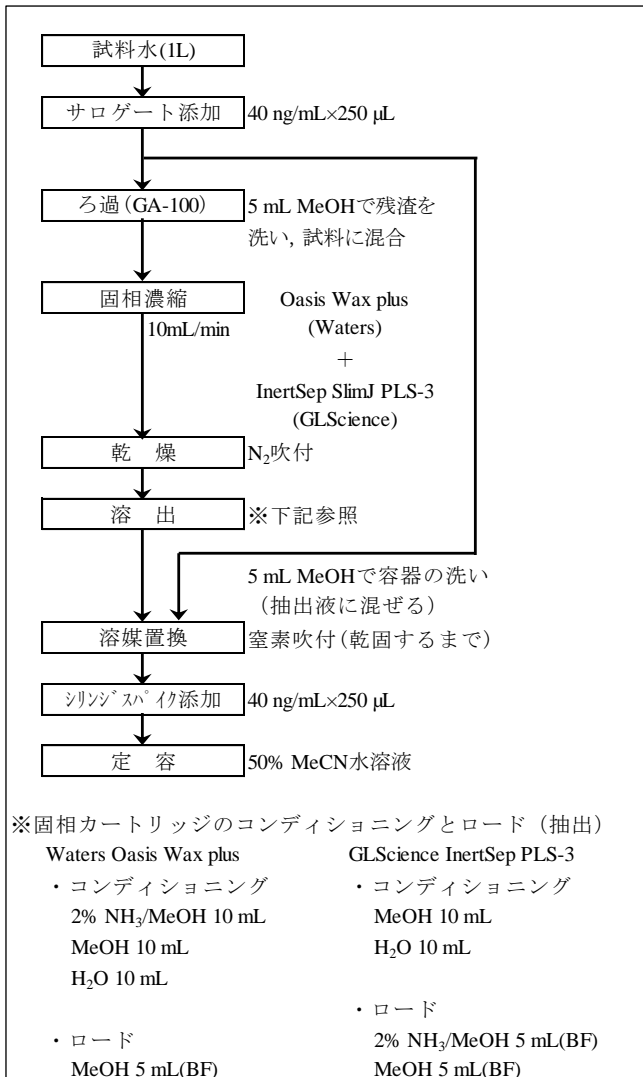 試料水(1L)
サロゲート添加 40 ng/mL×250 μL
ろ過(GA-100) 5 mL MeOHで残渣を
洗い, 試料に混合
固相濃縮 Oasis Wax plus
10mL/min (Waters)
+
InertSep SlimJ PLS-3
(GLScience)
乾 燥 N₂吹付
溶 出 ※下記参照
5 mL MeOHで容器の洗い
(抽出液に混ぜる)
溶媒置換 窒素吹付(乾固するまで)
ｼﾘﾝｼﾞｽﾊﾟｲｸ添加 40 ng/mL×250 μL
定 容 50% MeCN水溶液
※固相カートリッジのコンディショニングとロード（抽出）
Waters Oasis Wax plus
・コンディショニング
2% NH₃/MeOH 10 mL
MeOH 10 mL
H₂O 10 mL
・ロード
MeOH 5 mL(BF)
GLScience InertSep PLS-3
・コンディショニング
MeOH 10 mL
H₂O 10 mL
・ロード
2% NH₃/MeOH 5 mL(BF)
MeOH 5 mL(BF)